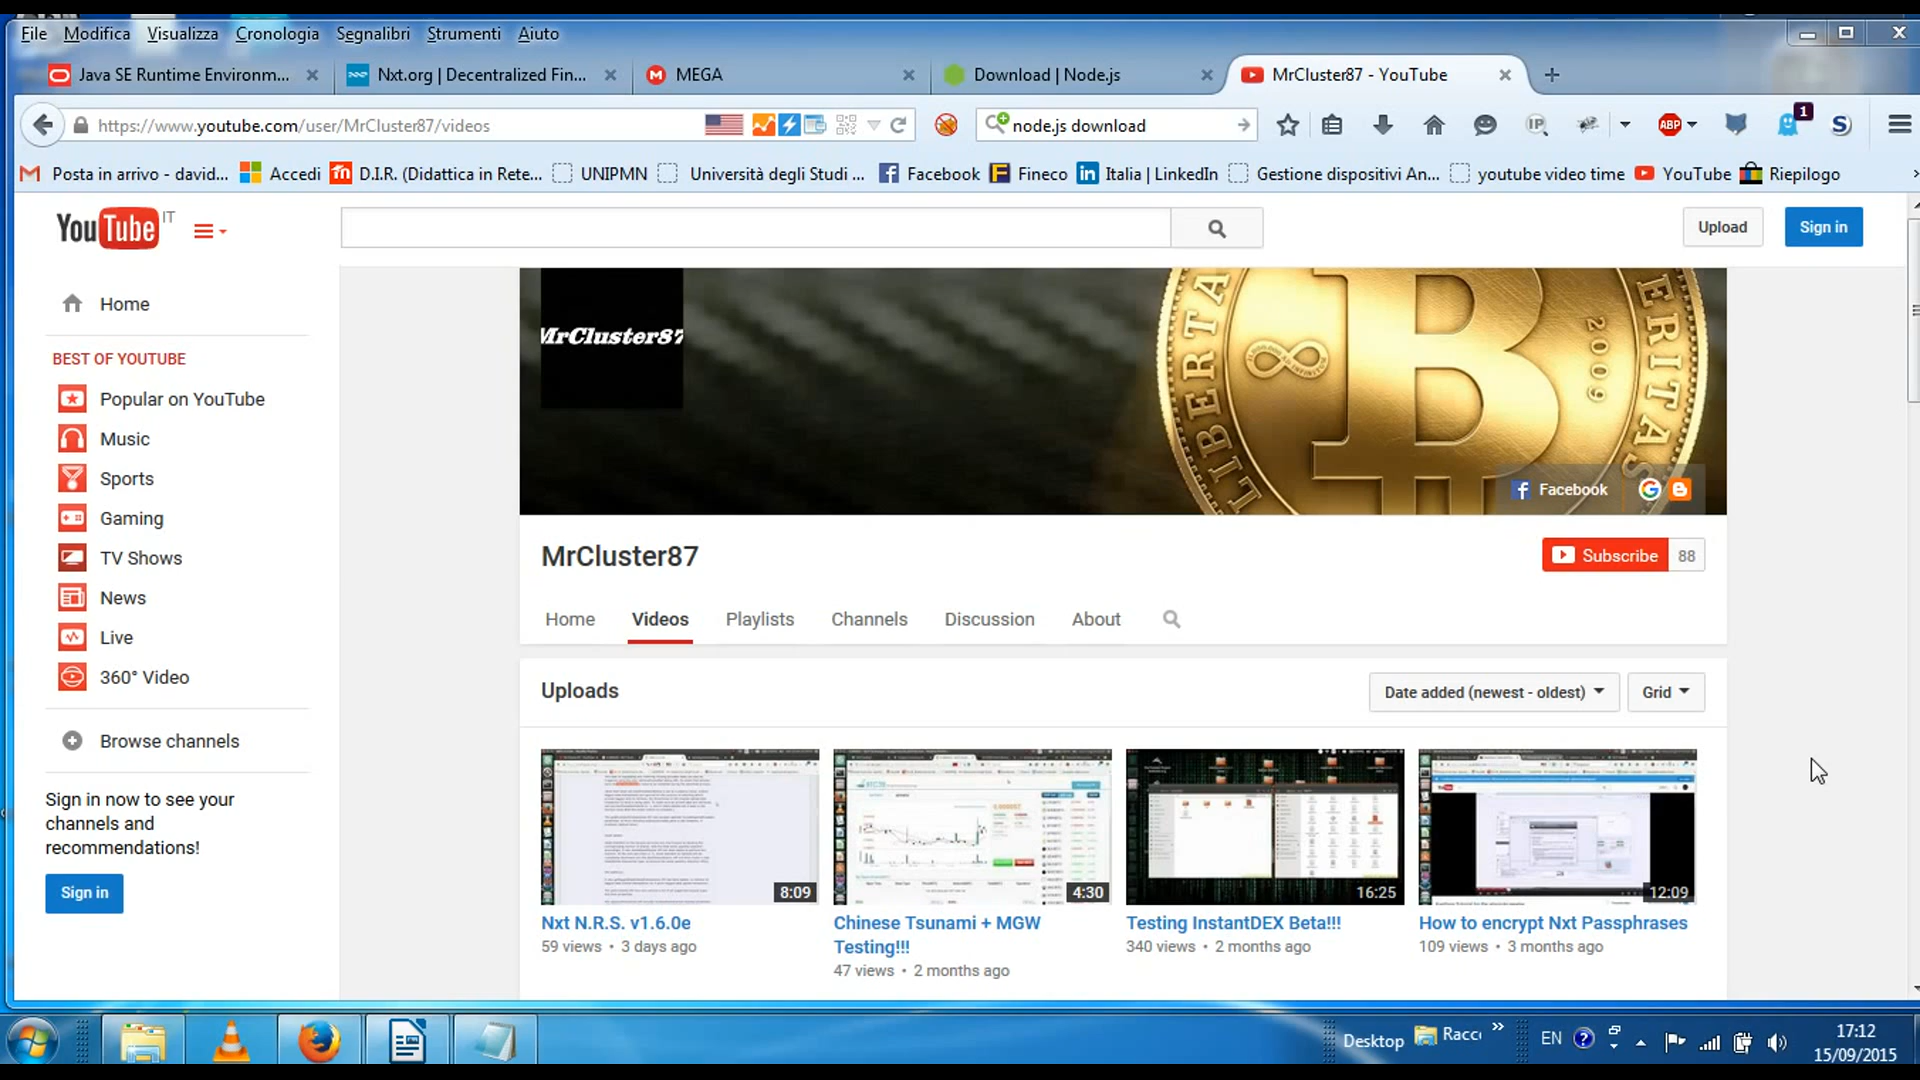 File Modifica Visualizza Cronologia Segnalibri Strumenti Aiuto
Java SE Runtime Environm... Nxt.org | Decentralized Fin... MEGA Download | Node.js MrCluster87 - YouTube
https://www.youtube.com/user/MrCluster87/videos node.js download IP ABP 1 S
Posta in arrivo - david... Accedi D.I.R. (Didattica in Rete... UNIPMN Università degli Studi ... Facebook Fineco Italia | LinkedIn Gestione dispositivi An... youtube video time YouTube Riepilogo
YouTube IT
Upload Sign in
Home
BEST OF YOUTUBE
Popular on YouTube
Music
Sports
Gaming
TV Shows
News
Live
360° Video
Browse channels
Sign in now to see your
channels and
recommendations!
Sign in
MrCluster87
LIBERTAS
VERITAS
2009
Facebook
MrCluster87
Subscribe 88
Home Videos Playlists Channels Discussion About
Uploads
Date added (newest - oldest) Grid
8:09 4:30 16:25 12:09
Nxt N.R.S. v1.6.0e
59 views • 3 days ago
Chinese Tsunami + MGW
Testing!!!
47 views • 2 months ago
Testing InstantDEX Beta!!!
340 views • 2 months ago
How to encrypt Nxt Passphrases
109 views • 3 months ago
Desktop Racco » EN 17:12
15/09/2015